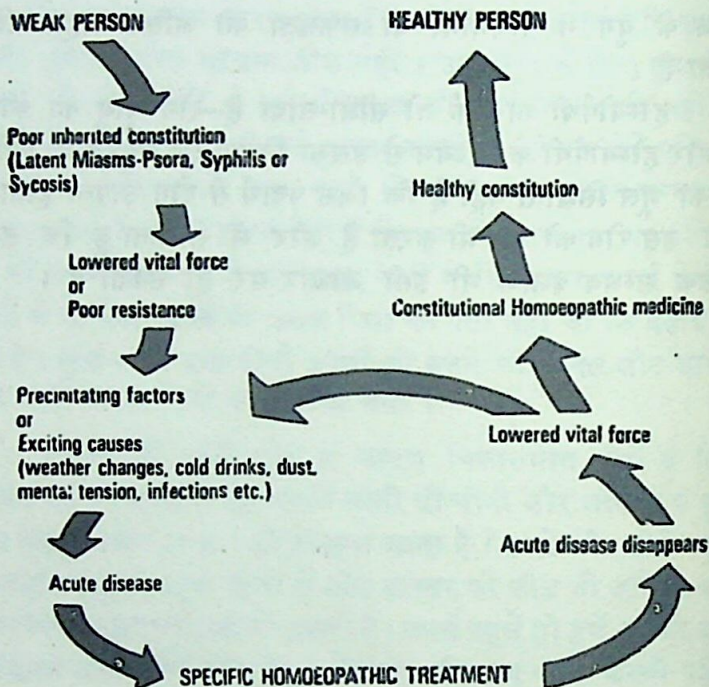 WEAK PERSON
Poor inherited constitution
(Latent Miasms-Psora, Syphilis or
Sycosis)
Lowered vital force
or
Poor resistance
Precipitating factors
or
Exciting causes
(weather changes, cold drinks, dust,
mental tension, infections etc.)
Acute disease
SPECIFIC HOMOEOPATHIC TREATMENT
Acute disease disappears
Lowered vital force
Constitutional Homoeopathic medicine
Healthy constitution
HEALTHY PERSON